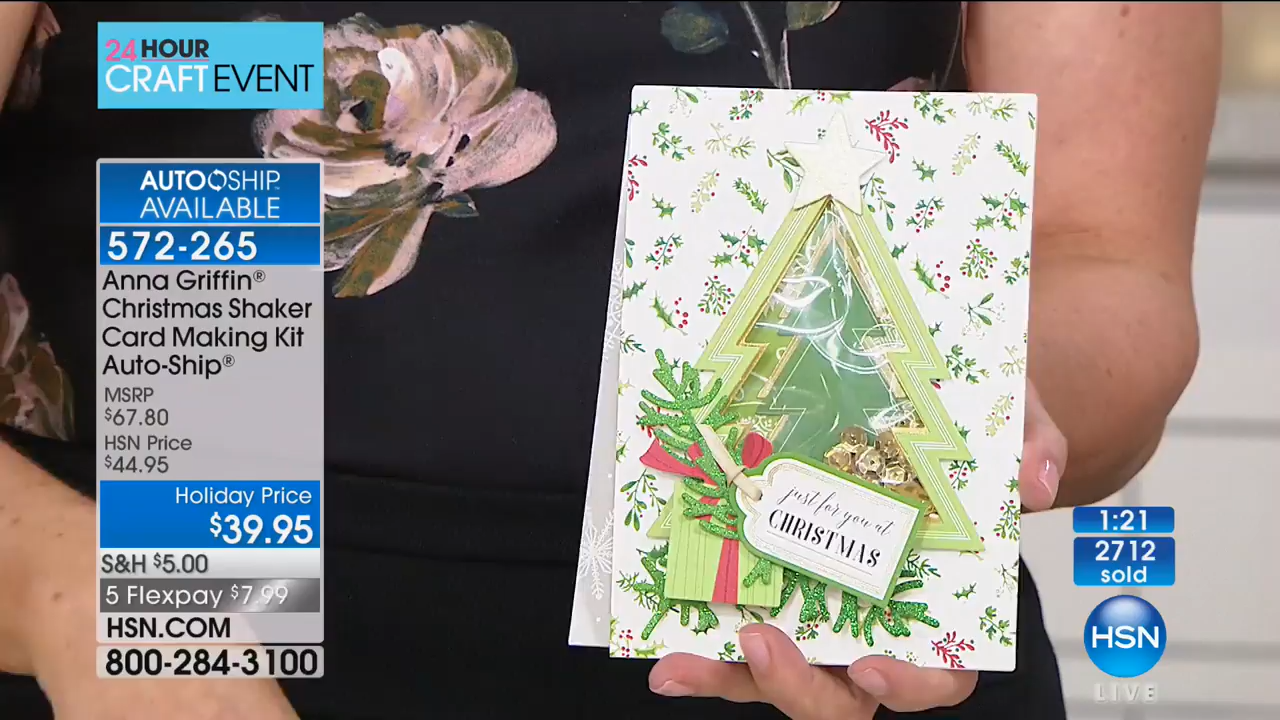 24 HOUR
CRAFT EVENT
AUTO SHIP™
AVAILABLE
572-265
Anna Griffin®
Christmas Shaker
Card Making Kit
Auto-Ship®
MSRP
$67.80
HSN Price
$44.95
Holiday Price
$39.95
S&H $5.00
5 Flexpay $7.99
HSN.COM
800-284-3100
just for you at
CHRISTMAS
1:21
2712
sold
HSN
LIVE